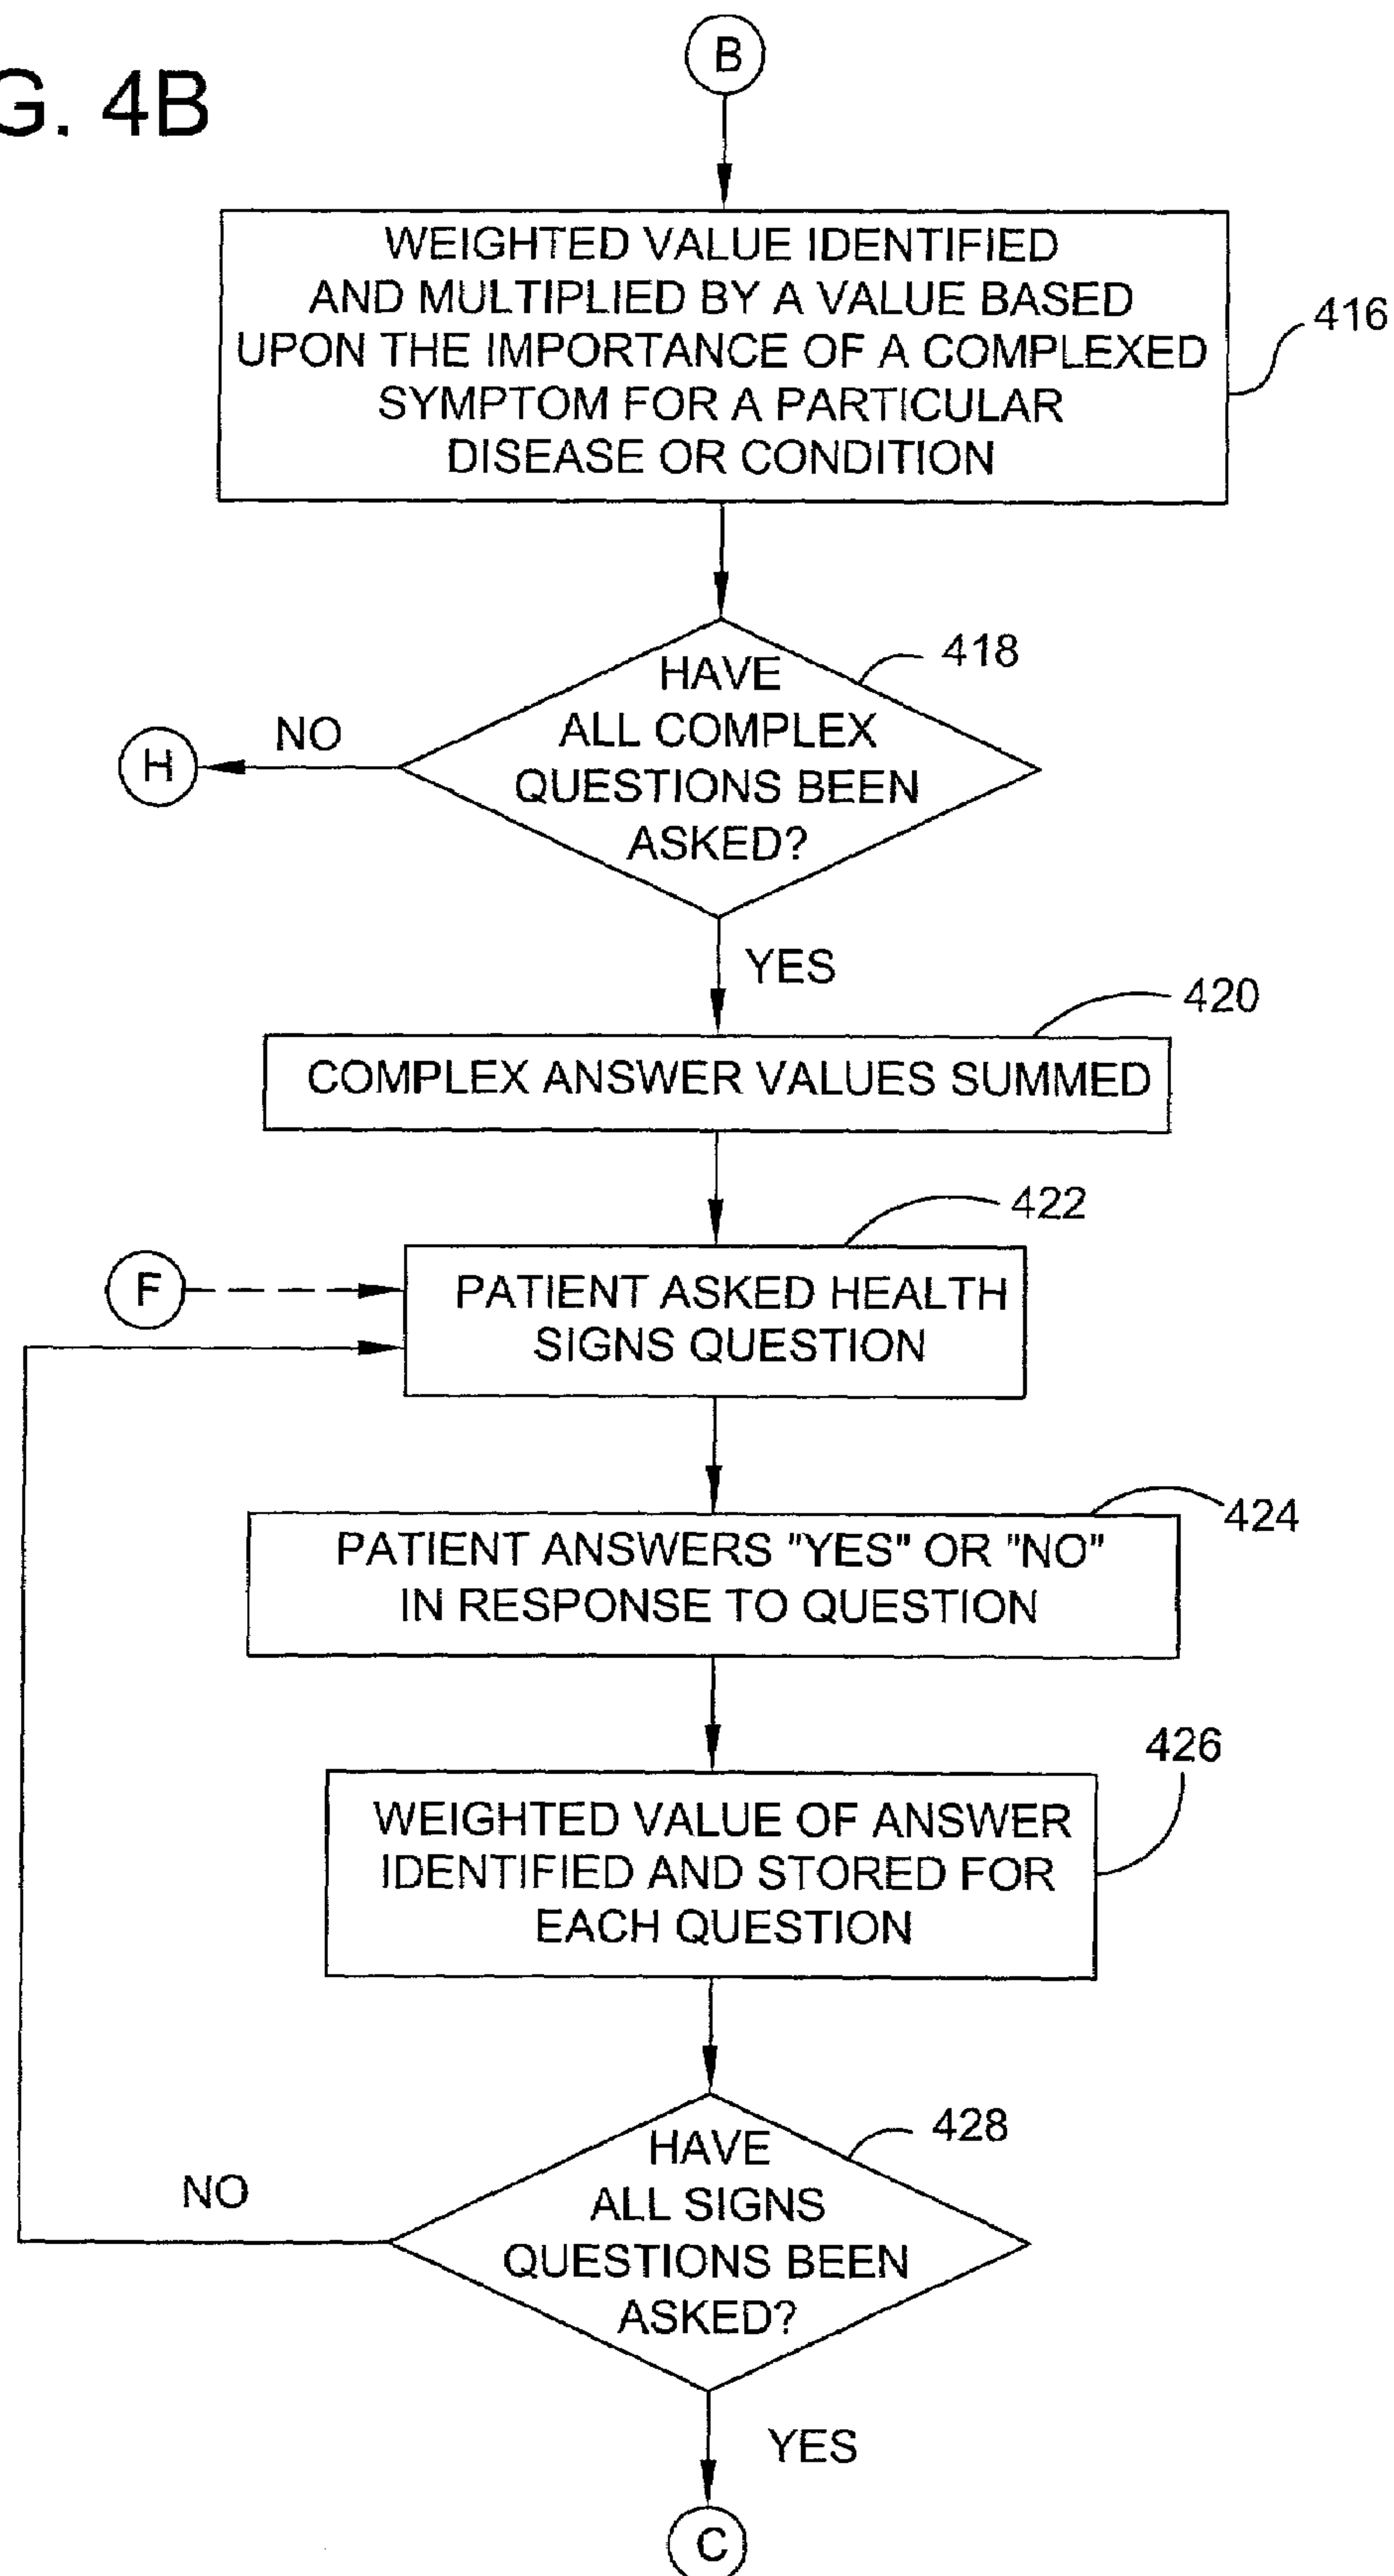 G. 4B
B
WEIGHTED VALUE IDENTIFIED
AND MULTIPLIED BY A VALUE BASED
UPON THE IMPORTANCE OF A COMPLEXED
SYMPTOM FOR A PARTICULAR
DISEASE OR CONDITION
416
HAVE
ALL COMPLEX
QUESTIONS BEEN
ASKED?
418
NO
H
YES
420
COMPLEX ANSWER VALUES SUMMED
422
F
PATIENT ASKED HEALTH
SIGNS QUESTION
424
PATIENT ANSWERS "YES" OR "NO"
IN RESPONSE TO QUESTION
426
WEIGHTED VALUE OF ANSWER
IDENTIFIED AND STORED FOR
EACH QUESTION
428
HAVE
ALL SIGNS
QUESTIONS BEEN
ASKED?
NO
YES
C